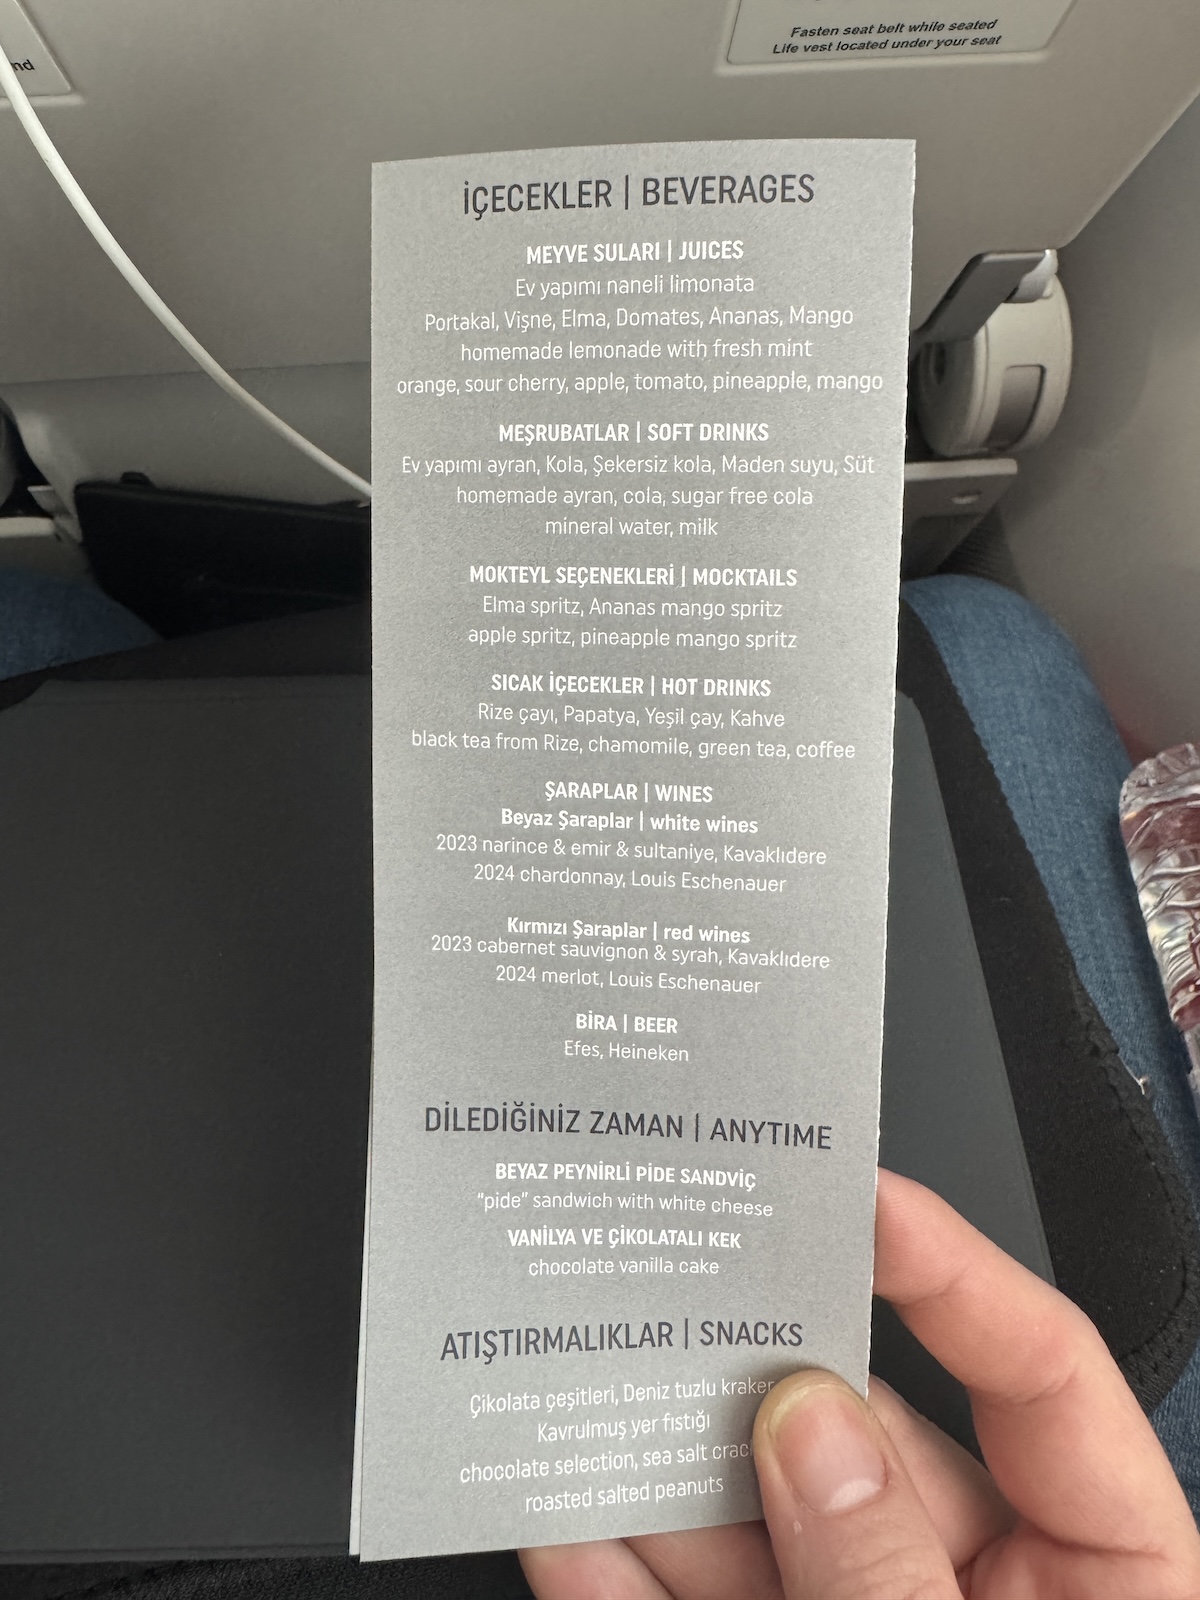 nd
Fasten seat belt while seated
Life vest located under your seat
İÇECEKLER | BEVERAGES
MEYVE SULARI | JUICES
Ev yapımı naneli limonata
Portakal, Vişne, Elma, Domates, Ananas, Mango
homemade lemonade with fresh mint
orange, sour cherry, apple, tomato, pineapple, mango
MEŞRUBATLAR | SOFT DRINKS
Ev yapımı ayran, Kola, Şekersiz kola, Maden suyu, Süt
homemade ayran, cola, sugar free cola
mineral water, milk
MOKTEYL SEÇENEKLERİ | MOCKTAILS
Elma spritz, Ananas mango spritz
apple spritz, pineapple mango spritz
SICAK İÇECEKLER | HOT DRINKS
Rize çayı, Papatya, Yeşil çay, Kahve
black tea from Rize, chamomile, green tea, coffee
ŞARAPLAR | WINES
Beyaz Şaraplar | white wines
2023 narince & emir & sultaniye, Kavaklıdere
2024 chardonnay, Louis Eschenauer
Kırmızı Şaraplar | red wines
2023 cabernet sauvignon & syrah, Kavaklıdere
2024 merlot, Louis Eschenauer
BİRA | BEER
Efes, Heineken
DİLEDİĞİNİZ ZAMAN | ANYTIME
BEYAZ PEYNİRLİ PİDE SANDVİÇ
"pide" sandwich with white cheese
VANİLYA VE ÇİKOLATALI KEK
chocolate vanilla cake
ATIŞTIRMALIKLAR | SNACKS
Çikolata çeşitleri, Deniz tuzlu kraker
Kavrulmuş yer fıstığı
chocolate selection, sea salt crac
roasted salted peanuts